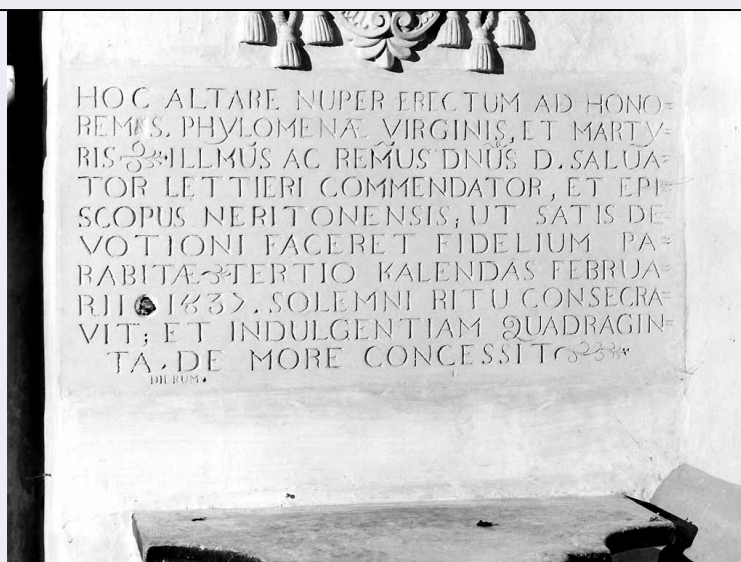 HOC ALTARE NUPER ERECTUM AD HONO=
REM S. PHYLOMENÆ VIRGINIS, ET MARTY=
RIS ILLMUS AC REMUS DNUS D. SALUA=
TOR LETTIERI COMMENDATOR, ET EPI=
SCOPUS NERITONENSIS; UT SATIS DE
VOTIONI FACERET FIDELIUM PA=
RABITÆ TERTIO KALENDAS FEBRUA=
RII 1837. SOLEMNI RITU CONSECRA=
VIT; ET INDULGENTIAM QUADRAGIN=
TA. DE MORE CONCESSIT
DIERUM.